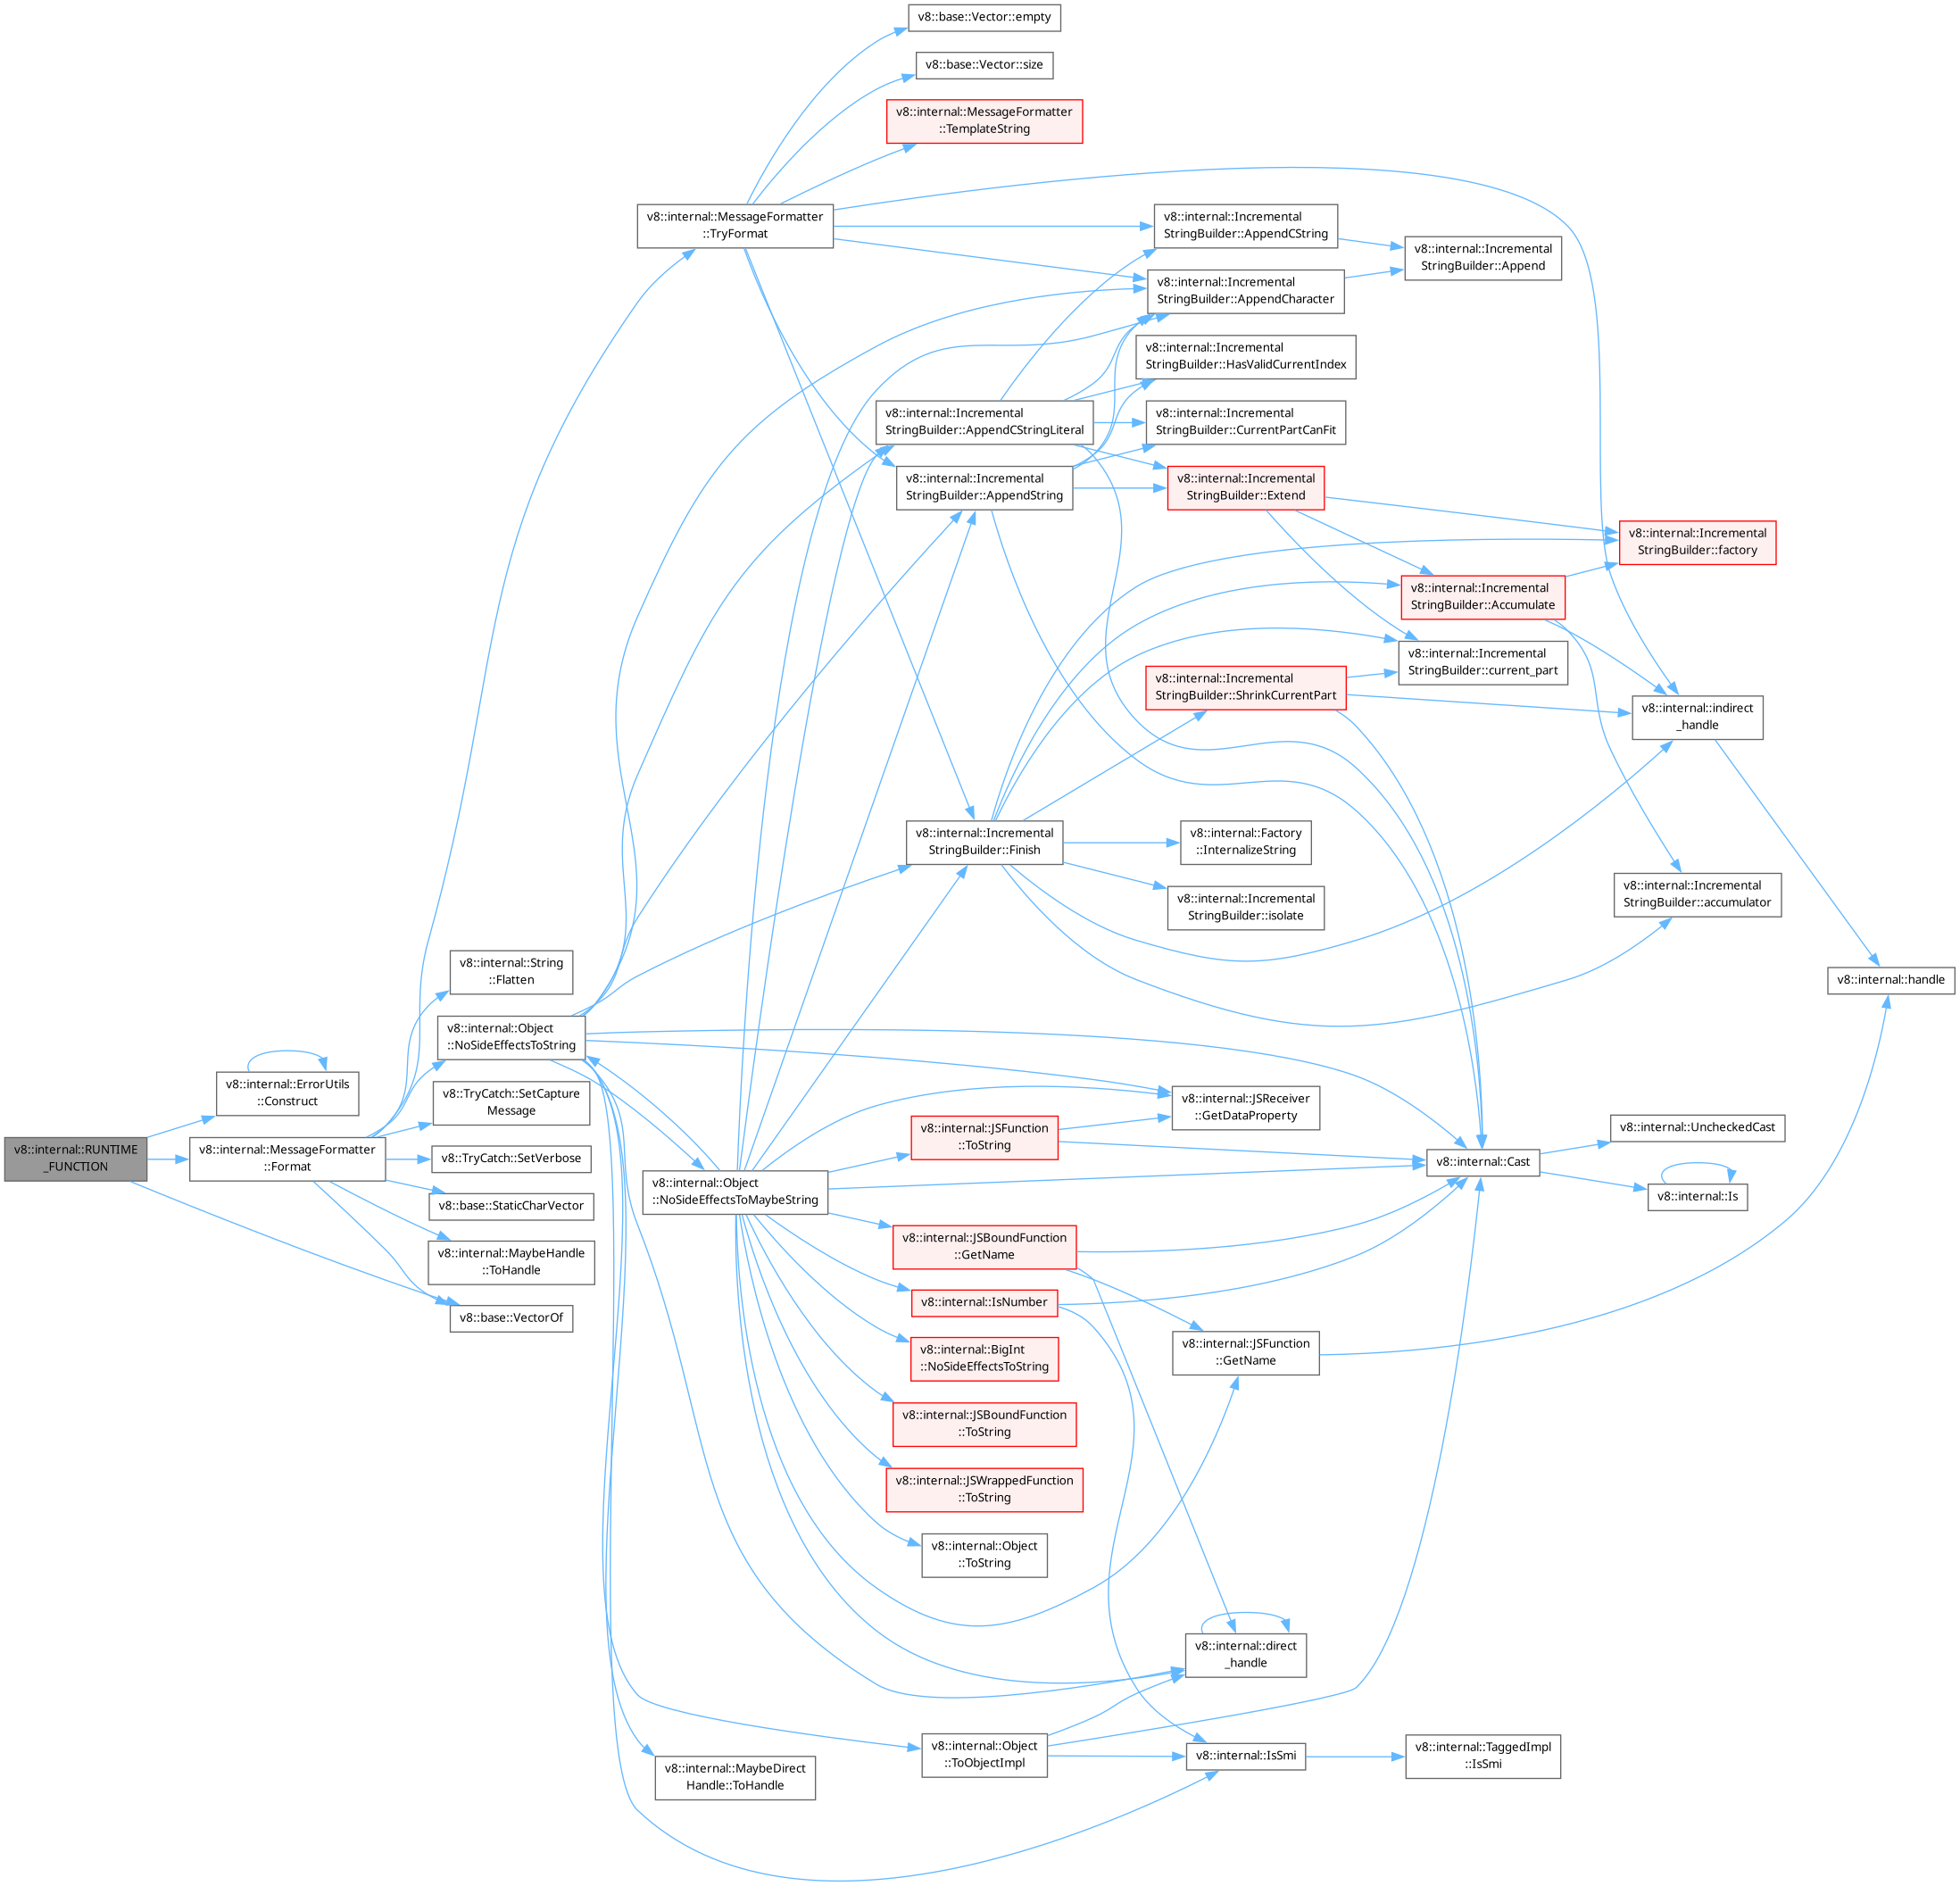 v8::base::Vector::empty
v8::base::Vector::size
v8::internal::MessageFormatter
::TemplateString
v8::internal::MessageFormatter
::TryFormat
v8::internal::Incremental
StringBuilder::AppendCString
v8::internal::Incremental
StringBuilder::Append
v8::internal::Incremental
StringBuilder::AppendCharacter
v8::internal::Incremental
StringBuilder::HasValidCurrentIndex
v8::internal::Incremental
StringBuilder::AppendCStringLiteral
v8::internal::Incremental
StringBuilder::CurrentPartCanFit
v8::internal::Incremental
StringBuilder::AppendString
v8::internal::Incremental
StringBuilder::Extend
v8::internal::Incremental
StringBuilder::factory
v8::internal::Incremental
StringBuilder::Accumulate
v8::internal::Incremental
StringBuilder::current_part
v8::internal::Incremental
StringBuilder::ShrinkCurrentPart
v8::internal::indirect
_handle
v8::internal::Incremental
StringBuilder::Finish
v8::internal::Factory
::InternalizeString
v8::internal::Incremental
StringBuilder::isolate
v8::internal::Incremental
StringBuilder::accumulator
v8::internal::handle
v8::internal::String
::Flatten
v8::internal::Object
::NoSideEffectsToString
v8::internal::ErrorUtils
::Construct
v8::TryCatch::SetCapture
Message
v8::internal::JSReceiver
::GetDataProperty
v8::internal::RUNTIME
_FUNCTION
v8::internal::MessageFormatter
::Format
v8::TryCatch::SetVerbose
v8::internal::JSFunction
::ToString
v8::internal::UncheckedCast
v8::internal::Cast
v8::internal::Is
v8::internal::Object
::NoSideEffectsToMaybeString
v8::base::StaticCharVector
v8::internal::MaybeHandle
::ToHandle
v8::internal::JSBoundFunction
::GetName
v8::internal::IsNumber
v8::base::VectorOf
v8::internal::BigInt
::NoSideEffectsToString
v8::internal::JSFunction
::GetName
v8::internal::JSBoundFunction
::ToString
v8::internal::JSWrappedFunction
::ToString
v8::internal::Object
::ToString
v8::internal::direct
_handle
v8::internal::Object
::ToObjectImpl
v8::internal::IsSmi
v8::internal::TaggedImpl
::IsSmi
v8::internal::MaybeDirect
Handle::ToHandle